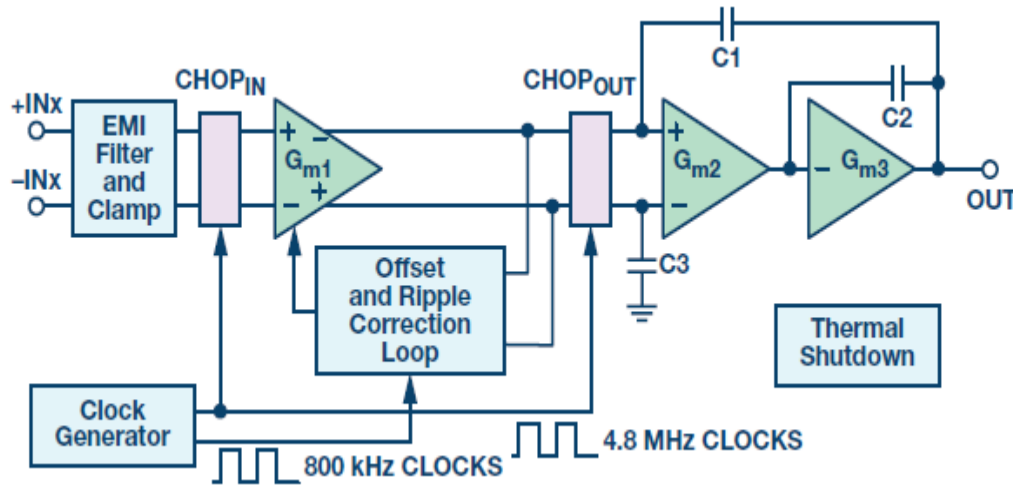 CHOPIN
CHOPOUT
C1
C2
+INx
−INx
EMI
Filter
and
Clamp
+
−
Gm1
+
−
+
Gm2
−
−
Gm3
OUT
C3
Offset
and Ripple
Correction
Loop
Thermal
Shutdown
Clock
Generator
800 kHz CLOCKS
4.8 MHz CLOCKS